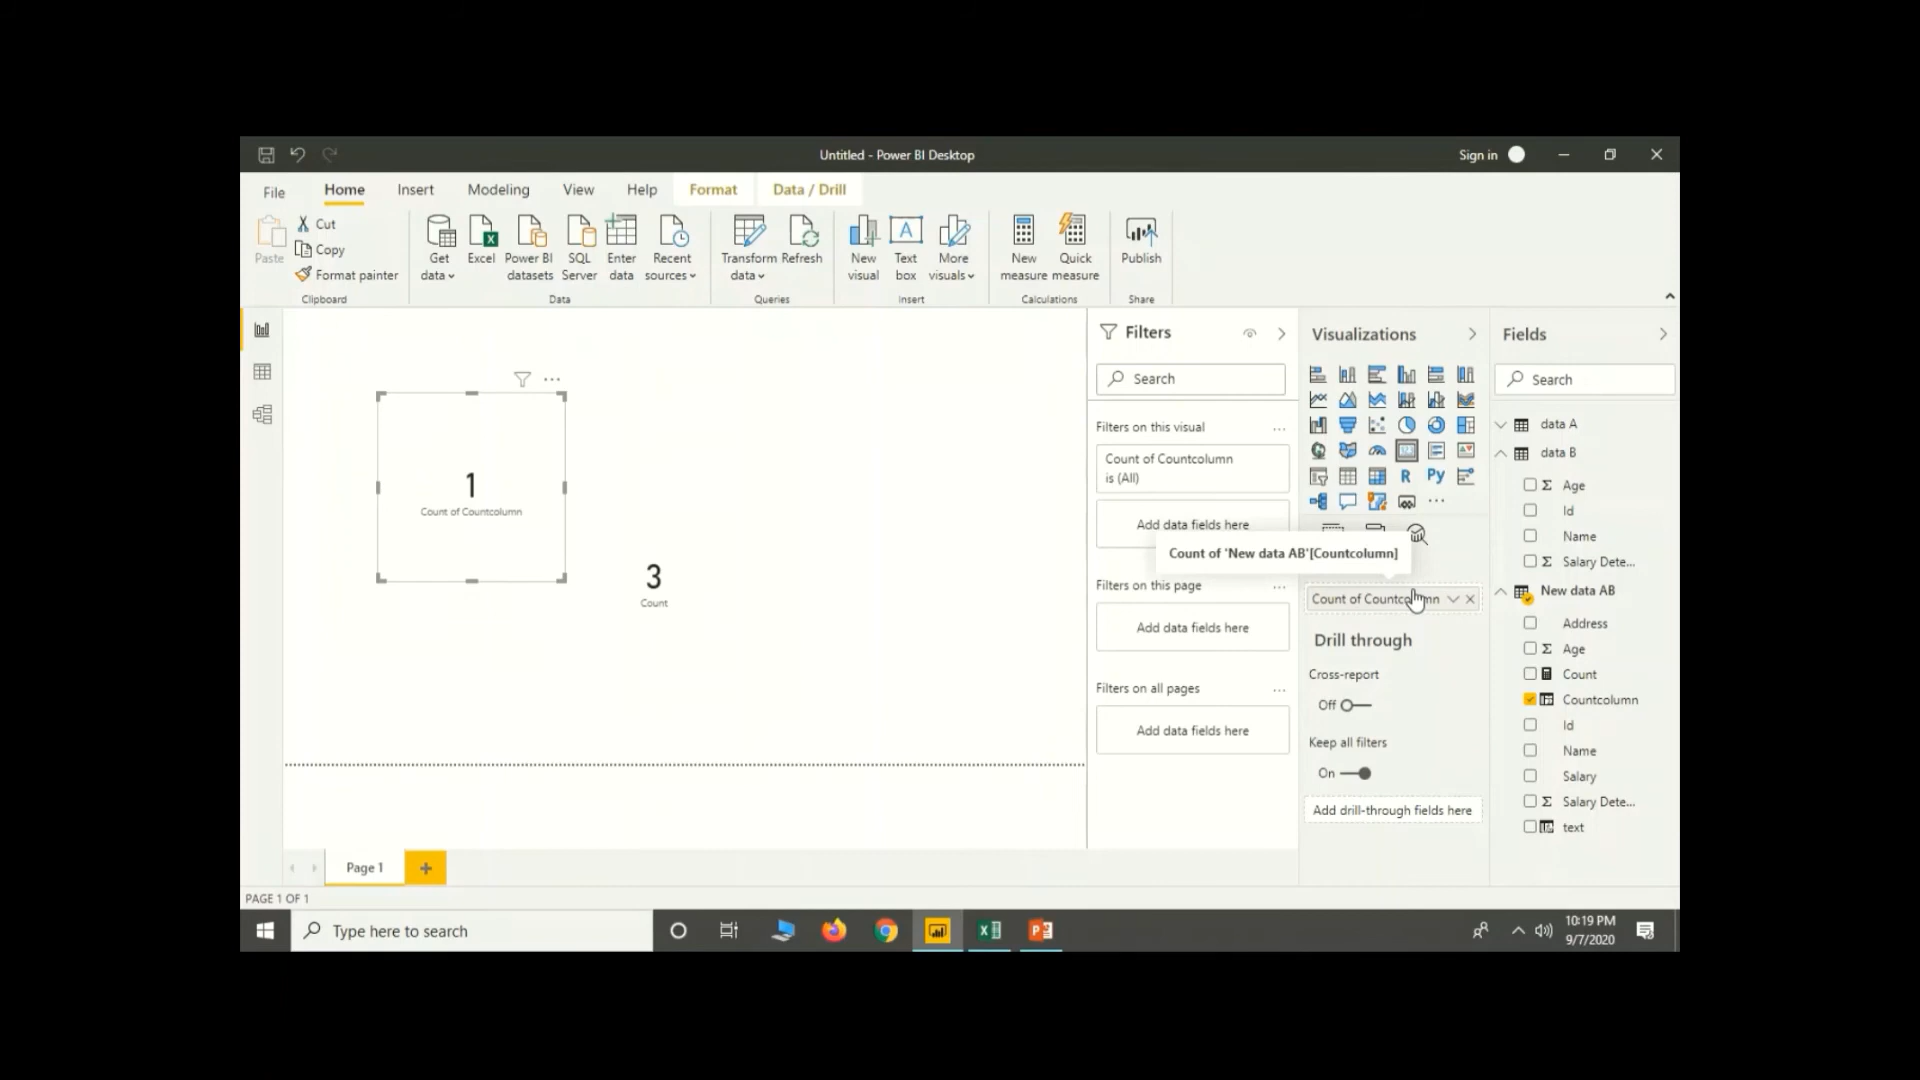 Untitled - Power BI Desktop
Sign in
File
Home
Insert
Modeling
View
Help
Format
Data / Drill
Paste
Cut
Copy
Format painter
Clipboard
Get data
Excel
Power BI datasets
SQL Server
Enter data
Recent sources
Data
Transform data
Refresh
Queries
New visual
Text box
More visuals
Insert
New measure
Quick measure
Calculations
Publish
Share
1
Count of Countcolumn
3
Count
Filters
Search
Filters on this visual
Count of Countcolumn
is (All)
Add data fields here
Filters on this page
Add data fields here
Filters on all pages
Add data fields here
Visualizations
R
Py
Count of 'New data AB'[Countcolumn]
Drill through
Cross-report
Off
Keep all filters
On
Add drill-through fields here
Fields
Search
data A
data B
Age
Id
Name
Salary Dete...
New data AB
Address
Age
Count
Countcolumn
Id
Name
Salary
Salary Dete...
text
Page 1
PAGE 1 OF 1
Type here to search
10:19 PM
9/7/2020